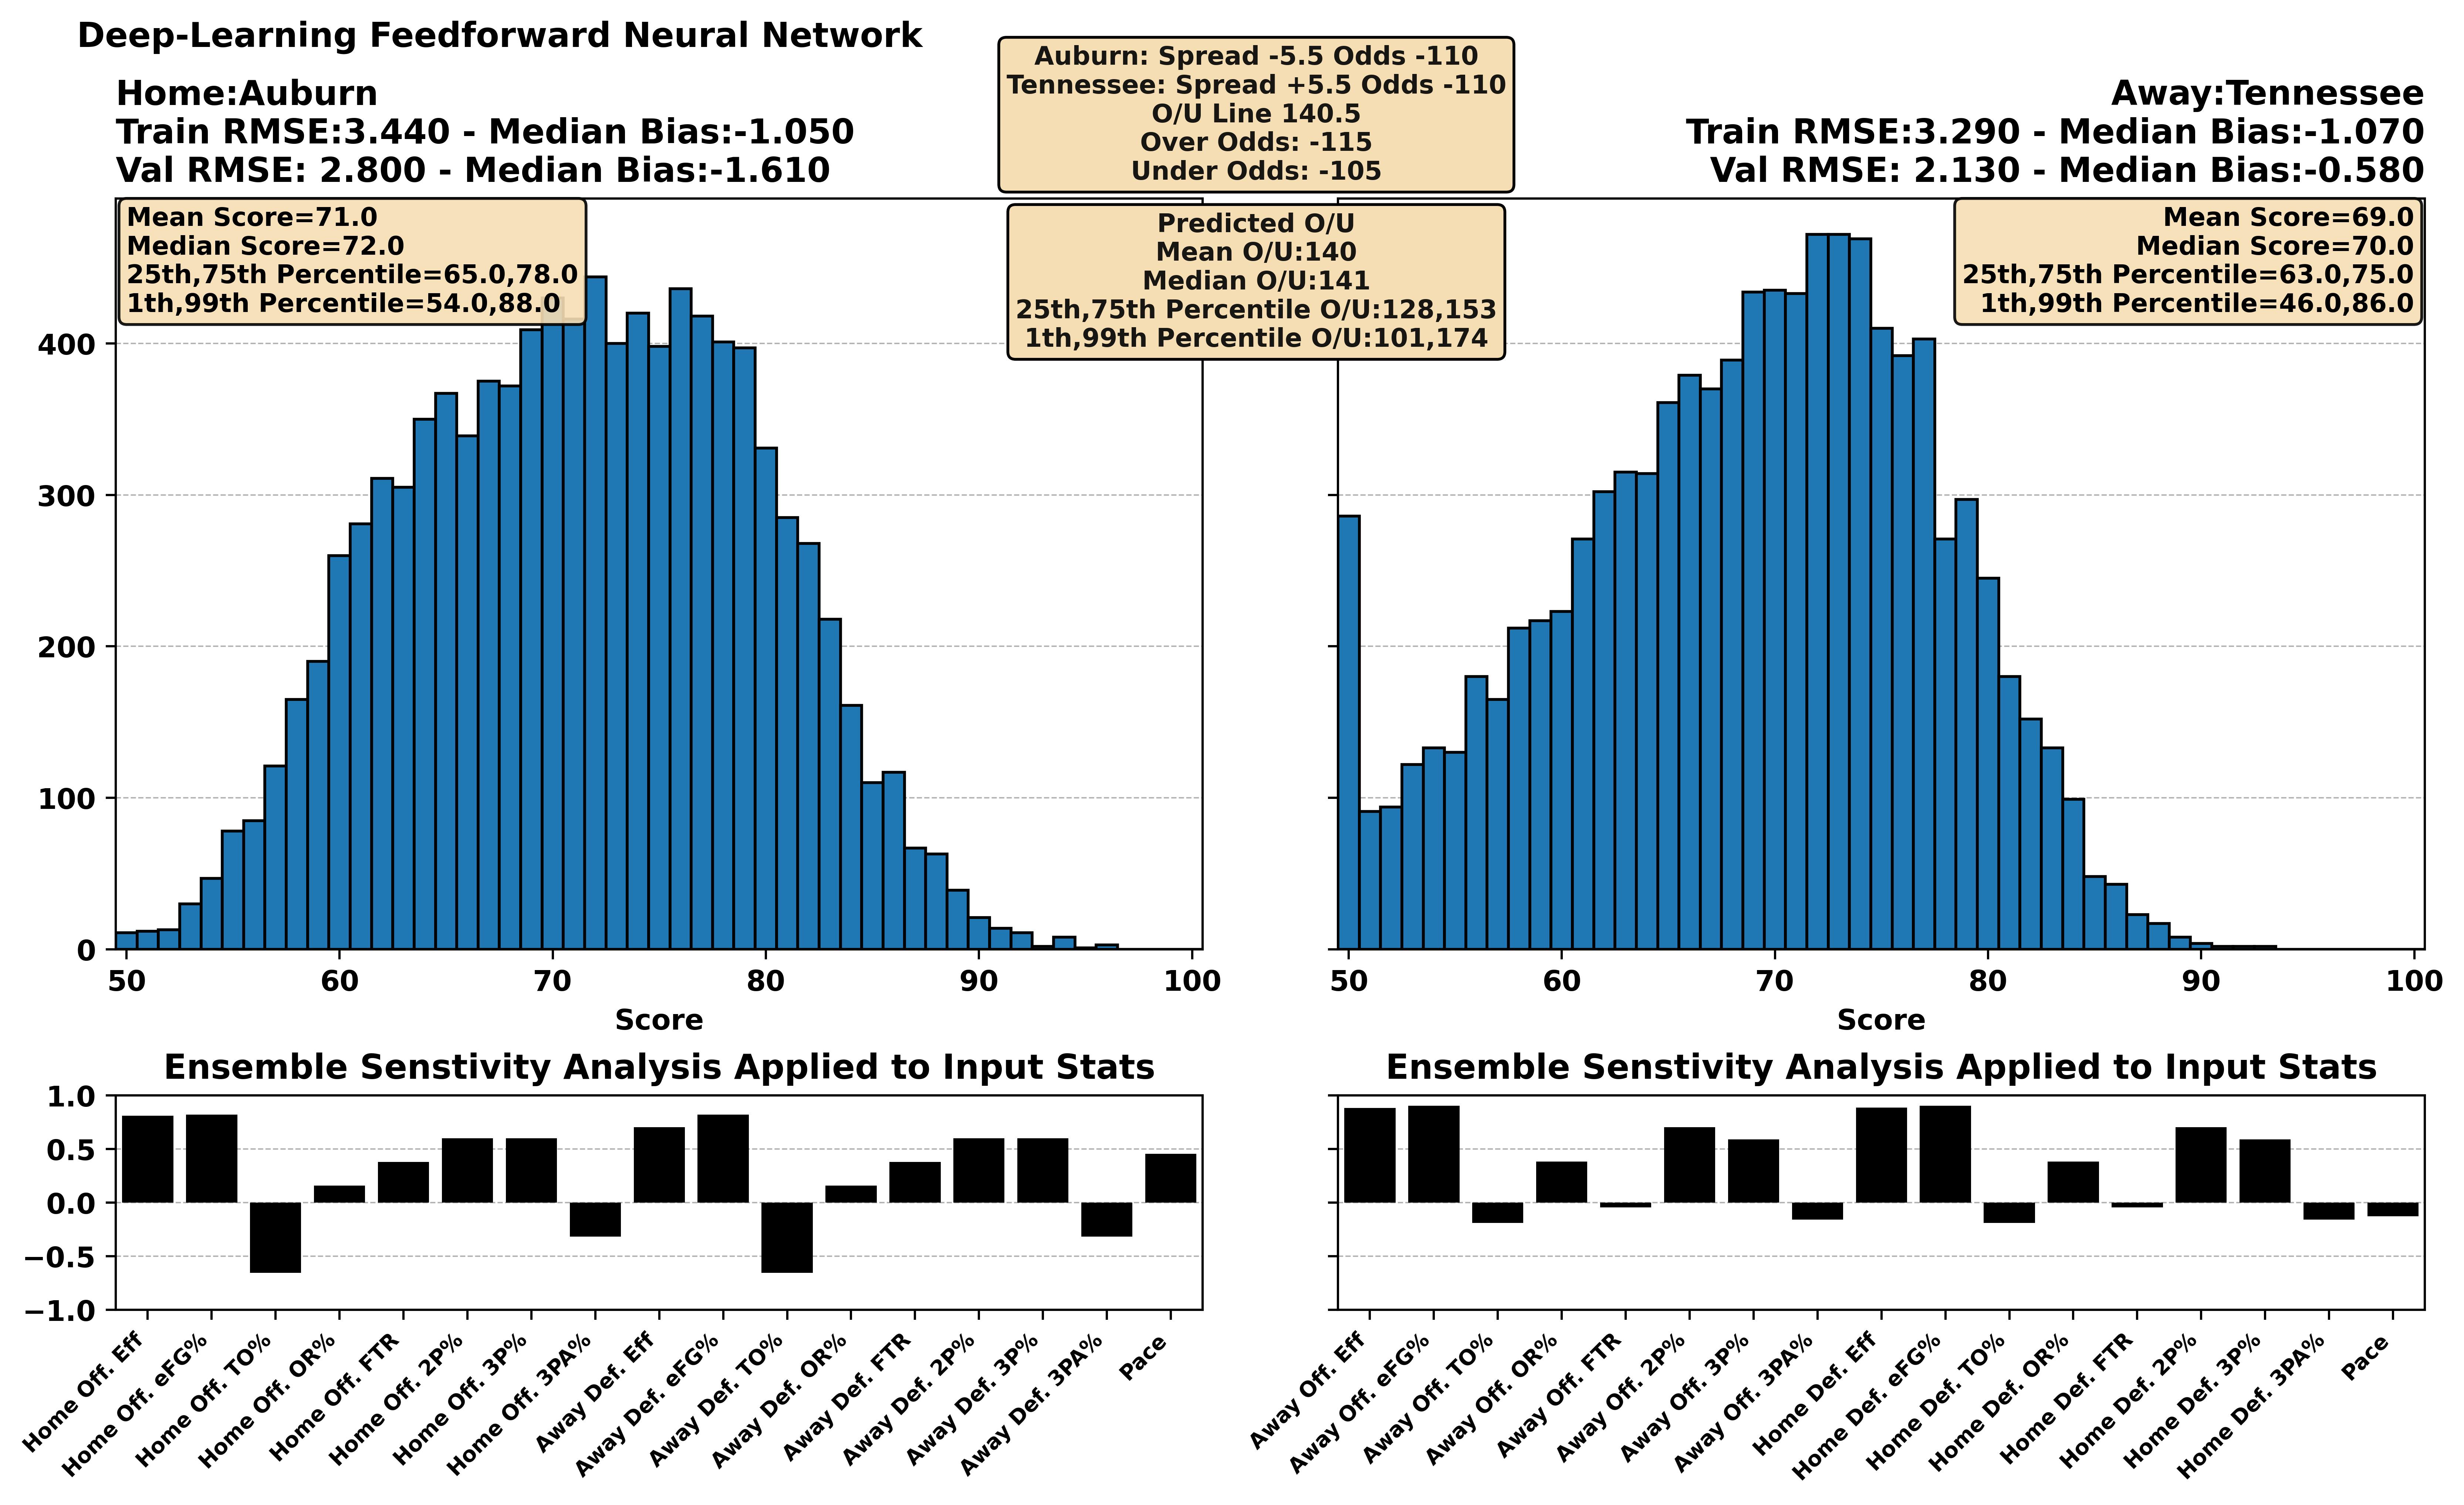 Deep-Learning Feedforward Neural Network
Home:Auburn
Train RMSE:3.440 - Median Bias:-1.050
Val RMSE: 2.800 - Median Bias:-1.610
Auburn: Spread -5.5 Odds -110
Tennessee: Spread +5.5 Odds -110
O/U Line 140.5
Over Odds: -115
Under Odds: -105
Away:Tennessee
Train RMSE:3.290 - Median Bias:-1.070
Val RMSE: 2.130 - Median Bias:-0.580
Mean Score=71.0
Median Score=72.0
25th,75th Percentile=65.0,78.0
1th,99th Percentile=54.0,88.0
Predicted O/U
Mean O/U:140
Median O/U:141
25th,75th Percentile O/U:128,153
1th,99th Percentile O/U:101,174
Mean Score=69.0
Median Score=70.0
25th,75th Percentile=63.0,75.0
1th,99th Percentile=46.0,86.0
400
300
200
100
0
50 60 70 80 90 100
Score
50 60 70 80 90 100
Score
Ensemble Senstivity Analysis Applied to Input Stats
Ensemble Senstivity Analysis Applied to Input Stats
1.0
0.5
0.0
−0.5
−1.0
Home Off. Eff
Home Off. eFG%
Home Off. TO%
Home Off. OR%
Home Off. FTR
Home Off. 2P%
Home Off. 3P%
Home Off. 3PA%
Away Def. Eff
Away Def. eFG%
Away Def. TO%
Away Def. OR%
Away Def. FTR
Away Def. 2P%
Away Def. 3P%
Away Def. 3PA%
Pace
Away Off. Eff
Away Off. eFG%
Away Off. TO%
Away Off. OR%
Away Off. FTR
Away Off. 2P%
Away Off. 3P%
Away Off. 3PA%
Home Def. Eff
Home Def. eFG%
Home Def. TO%
Home Def. OR%
Home Def. FTR
Home Def. 2P%
Home Def. 3P%
Home Def. 3PA%
Pace